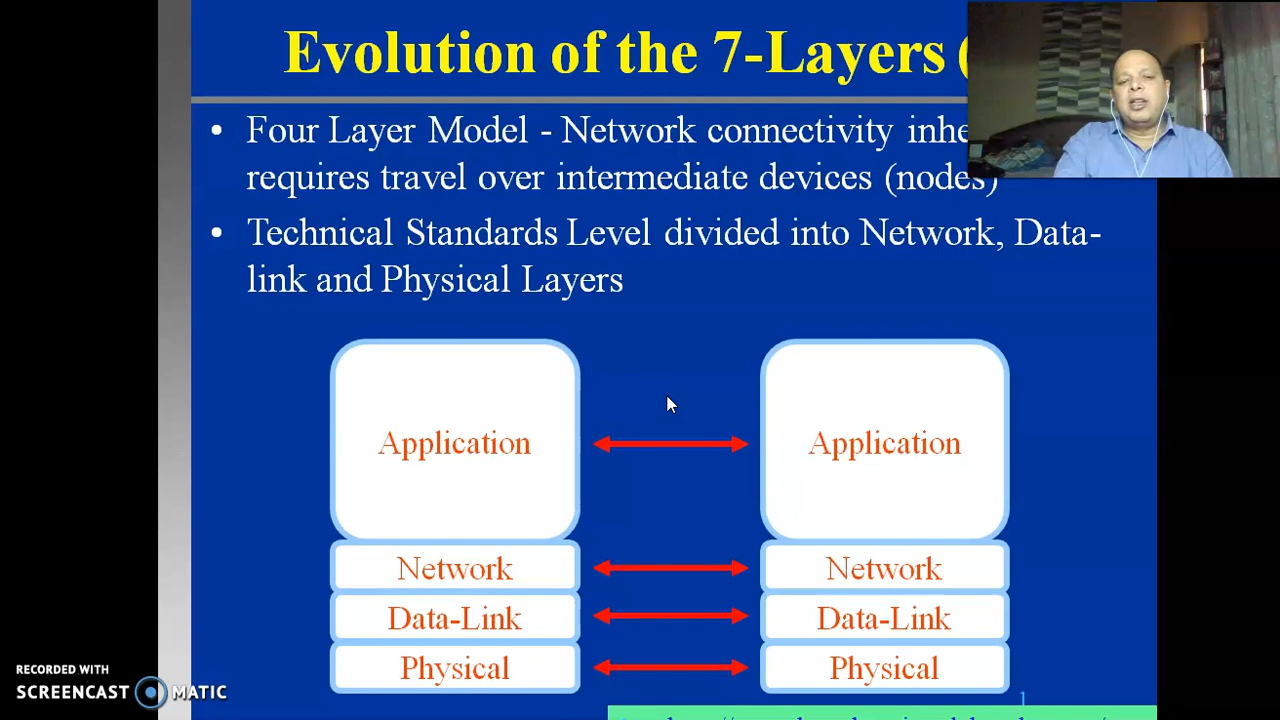 Evolution of the 7-Layers (
• Four Layer Model - Network connectivity
requires travel over intermediate devices (nodes)
• Technical Standards Level divided into Network, Data-
link and Physical Layers
Application Application
Network Network
Data-Link Data-Link
Physical Physical
RECORDED WITH
SCREENCAST MATIC
1